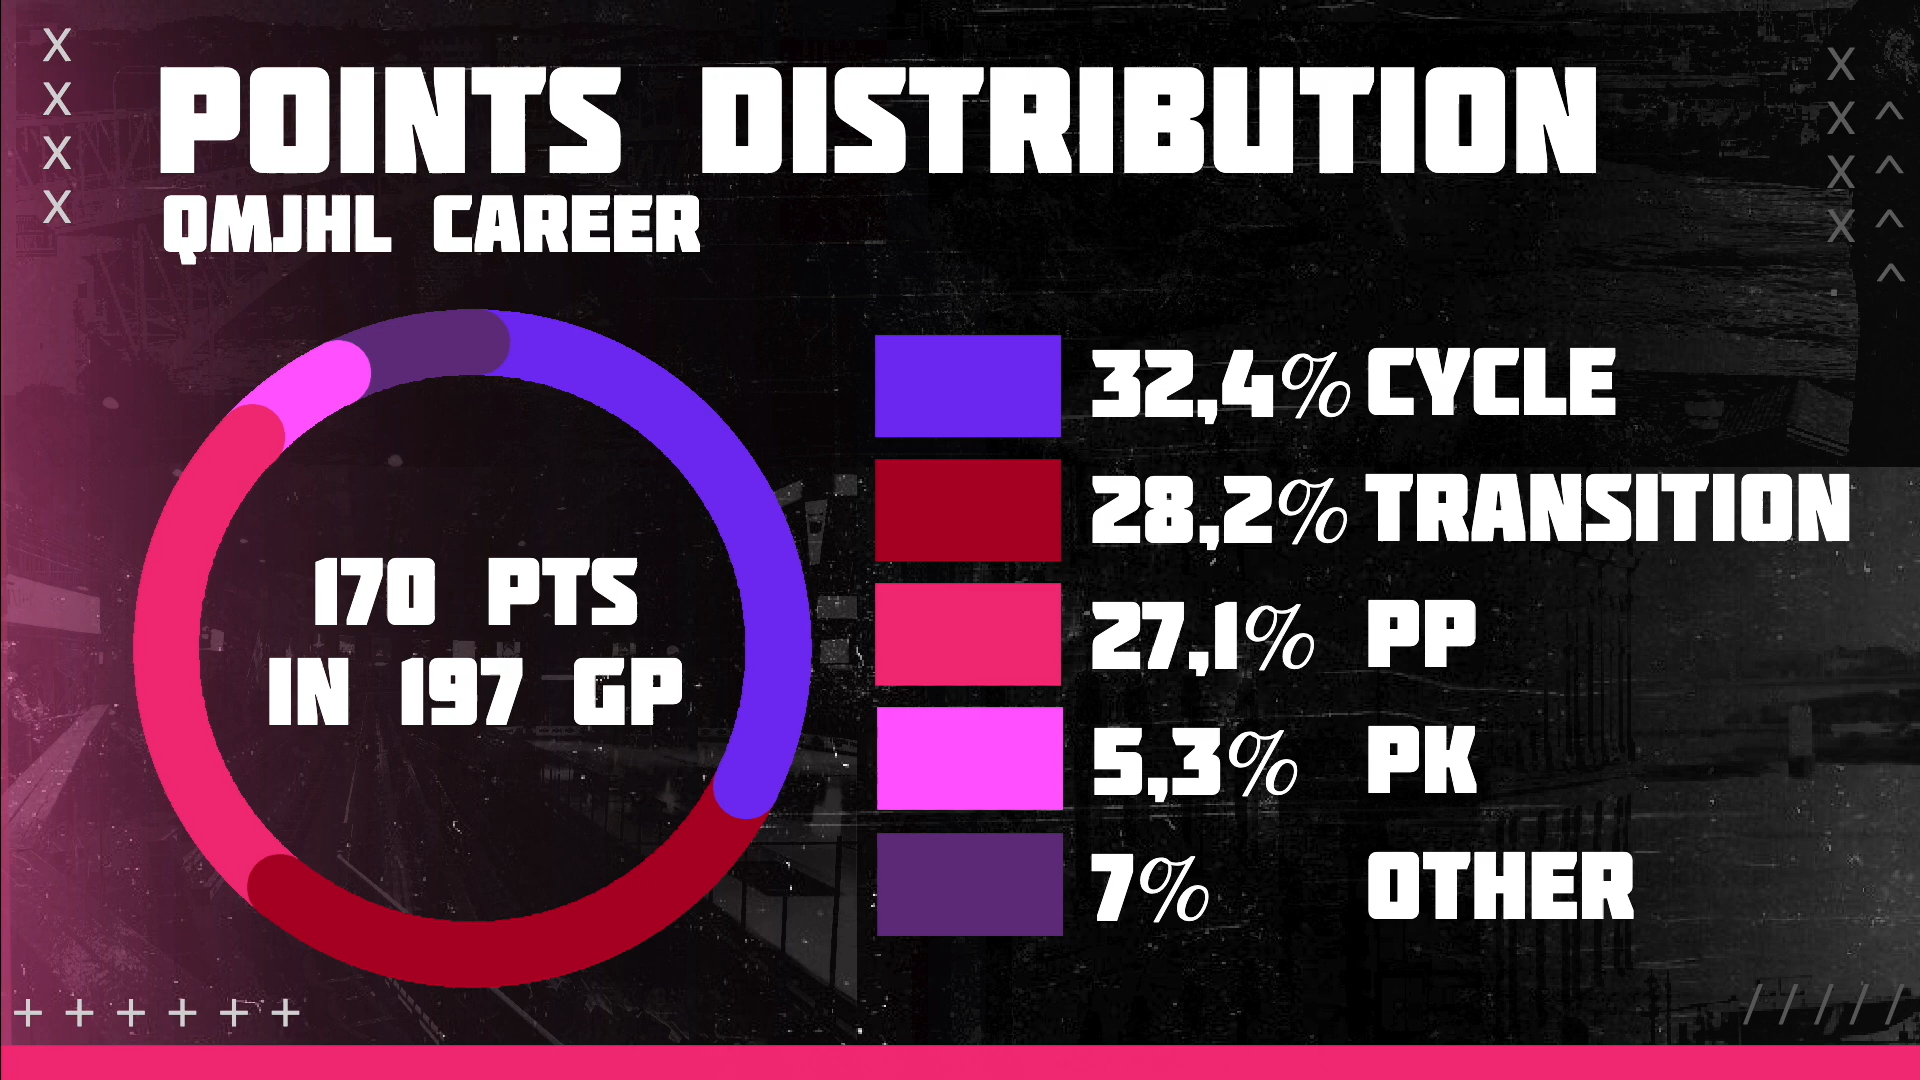 POINTS DISTRIBUTION
QMJHL CAREER
170 PTS
IN 197 GP
32,4% CYCLE
28,2% TRANSITION
27,1% PP
5,3% PK
7% OTHER